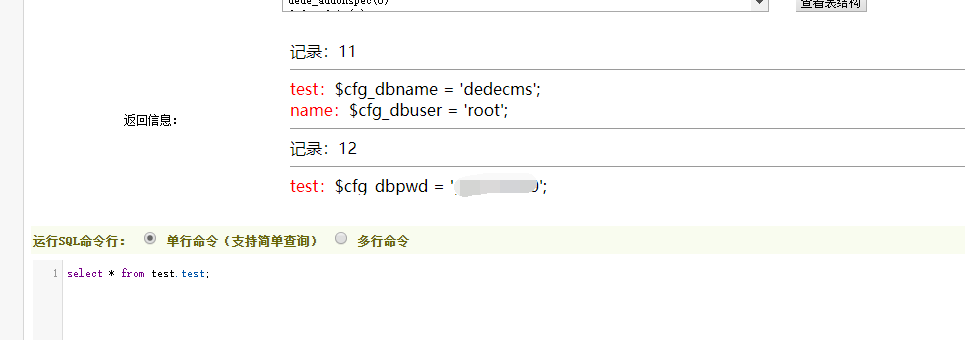 dede_addonspec(0)
查看表结构
返回信息：
记录：11
test：$cfg_dbname = 'dedecms';
name：$cfg_dbuser = 'root';
记录：12
test：$cfg_dbpwd = '
';
运行SQL命令行： 单行命令（支持简单查询） 多行命令
1 select * from test.test;